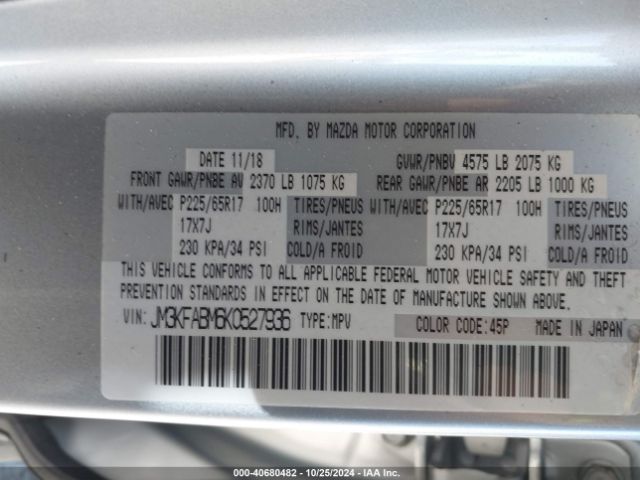 MFD. BY MAZDA MOTOR CORPORATION
DATE 11/18 GVWR/PNBV 4575 LB 2075 KG
FRONT GAWR/PNBE AV 2370 LB 1075 KG REAR GAWR/PNBE AR 2205 LB 1000 KG
WITH/AVEC P225/65R17 100H TIRES/PNEUS WITH/AVEC P225/65R17 100H TIRES/PNEUS
17X7J RIMS/JANTES 17X7J RIMS/JANTES
230 KPA/34 PSI COLD/A FROID 230 KPA/34 PSI COLD/A FROID
THIS VEHICLE CONFORMS TO ALL APPLICABLE FEDERAL MOTOR VEHICLE SAFETY AND THEFT
PREVENTION STANDARDS IN EFFECT ON THE DATE OF MANUFACTURE SHOWN ABOVE.
VIN: JM3KFABM6K0527936 TYPE:MPV COLOR CODE:45P MADE IN JAPAN
000-40680482 • 10/25/2024 • IAA Inc.